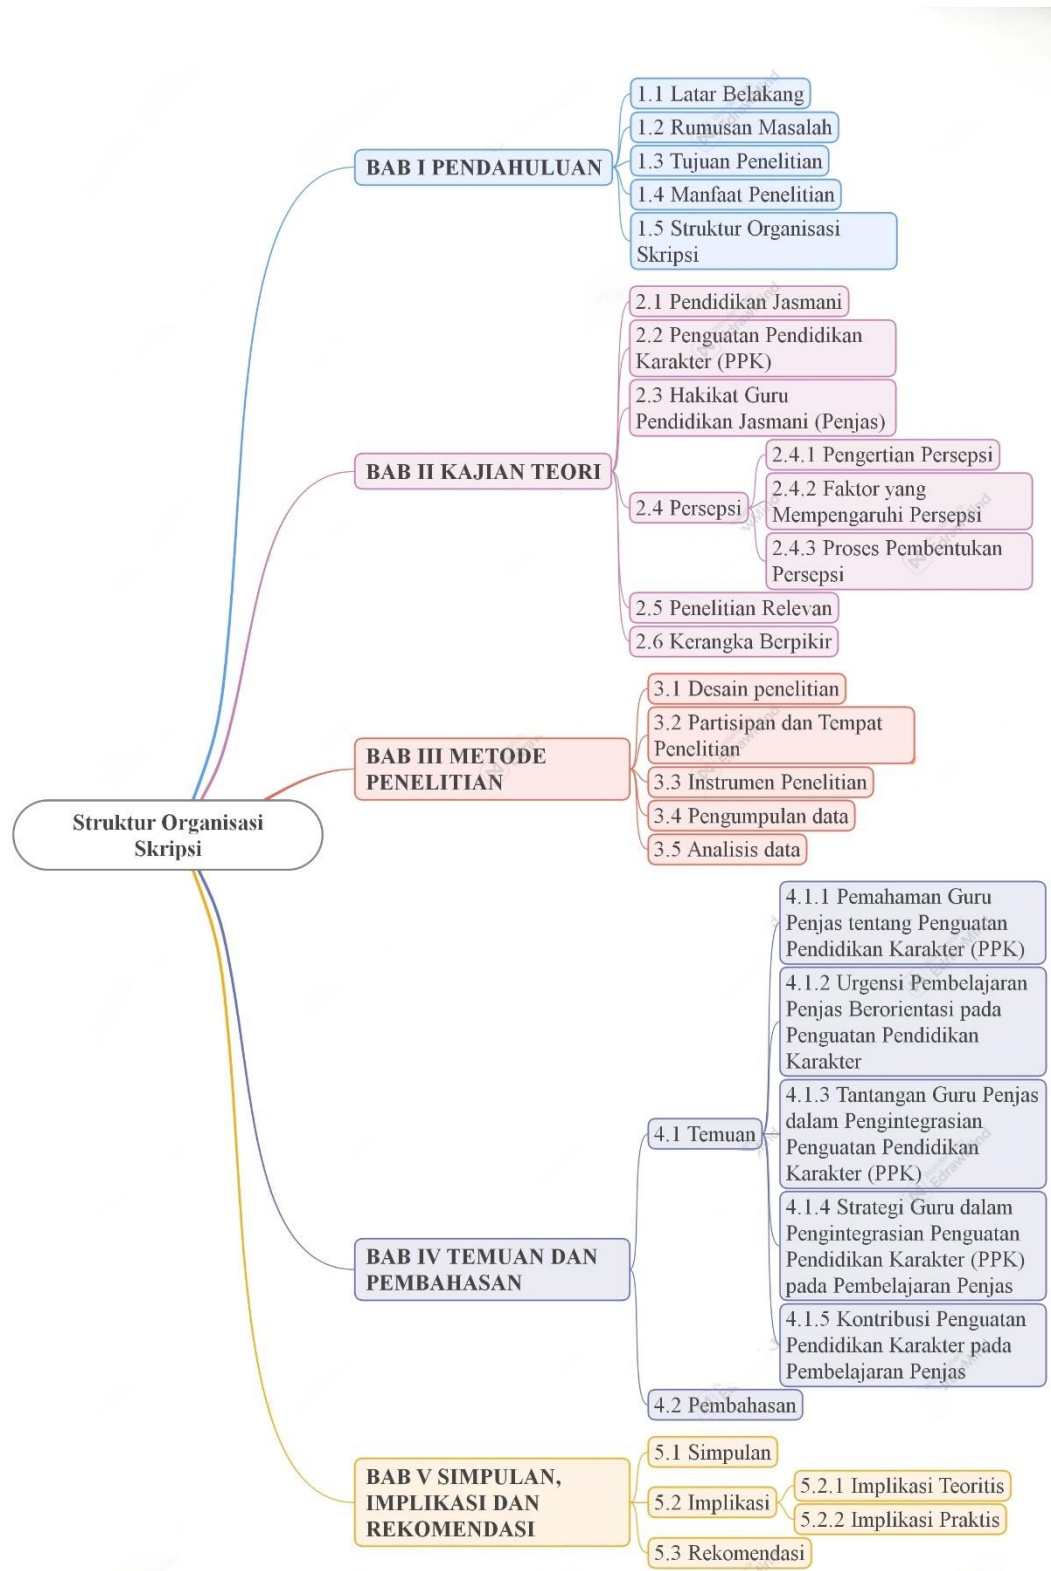 1.1 Latar Belakang
1.2 Rumusan Masalah
BAB I PENDAHULUAN
1.3 Tujuan Penelitian
1.4 Manfaat Penelitian
1.5 Struktur Organisasi
Skripsi
2.1 Pendidikan Jasmani
2.2 Penguatan Pendidikan
Karakter (PPK)
2.3 Hakikat Guru
Pendidikan Jasmani (Penjas)
BAB II KAJIAN TEORI
2.4 Persepsi
2.4.1 Pengertian Persepsi
2.4.2 Faktor yang
Mempengaruhi Persepsi
2.4.3 Proses Pembentukan
Persepsi
2.5 Penelitian Relevan
2.6 Kerangka Berpikir
BAB III METODE
PENELITIAN
3.1 Desain penelitian
3.2 Partisipan dan Tempat
Penelitian
3.3 Instrumen Penelitian
3.4 Pengumpulan data
3.5 Analisis data
Struktur Organisasi
Skripsi
BAB IV TEMUAN DAN
PEMBAHASAN
4.1 Temuan
4.1.1 Pemahaman Guru
Penjas tentang Penguatan
Pendidikan Karakter (PPK)
4.1.2 Urgensi Pembelajaran
Penjas Berorientasi pada
Penguatan Pendidikan
Karakter
4.1.3 Tantangan Guru Penjas
dalam Pengintegrasian
Penguatan Pendidikan
Karakter (PPK)
4.1.4 Strategi Guru dalam
Pengintegrasian Penguatan
Pendidikan Karakter (PPK)
pada Pembelajaran Penjas
4.1.5 Kontribusi Penguatan
Pendidikan Karakter pada
Pembelajaran Penjas
4.2 Pembahasan
BAB V SIMPULAN,
IMPLIKASI DAN
REKOMENDASI
5.1 Simpulan
5.2 Implikasi
5.2.1 Implikasi Teoritis
5.2.2 Implikasi Praktis
5.3 Rekomendasi
EdrawMind